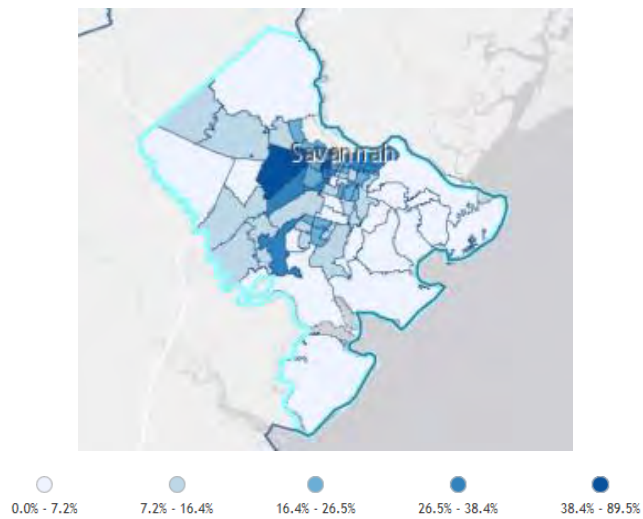 Savannah
0.0% - 7.2%
7.2% - 16.4%
16.4% - 26.5%
26.5% - 38.4%
38.4% - 89.5%